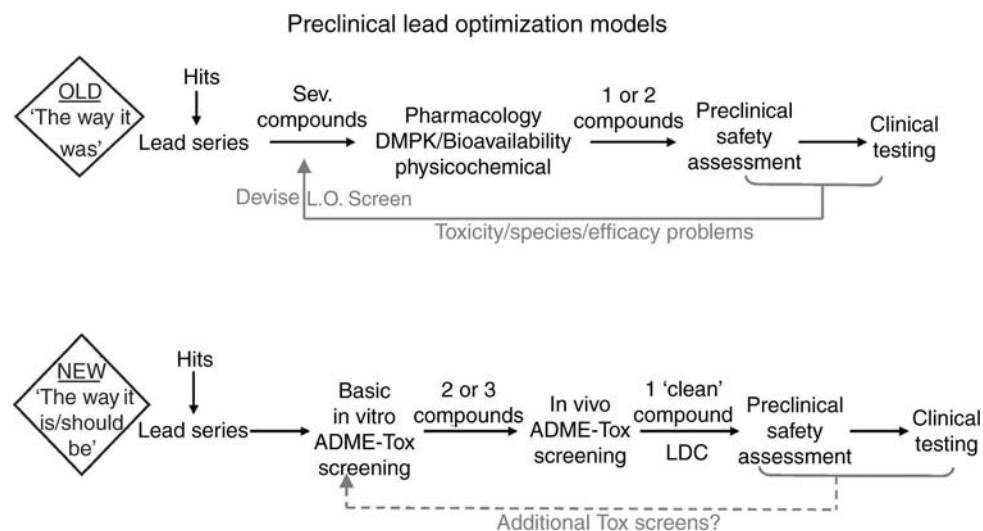 Preclinical lead optimization models
OLD
'The way it
was'
Hits
Lead series
Sev.
compounds
Pharmacology
DMPK/Bioavailability
physicochemical
1 or 2
compounds
Preclinical
safety
assessment
Clinical
testing
Devise L.O. Screen
Toxicity/species/efficacy problems
NEW
'The way it
is/should
be'
Hits
Lead series
Basic
in vitro
ADME-Tox
screening
2 or 3
compounds
In vivo
ADME-Tox
screening
1 'clean'
compound
LDC
Preclinical
safety
assessment
Clinical
testing
Additional Tox screens?